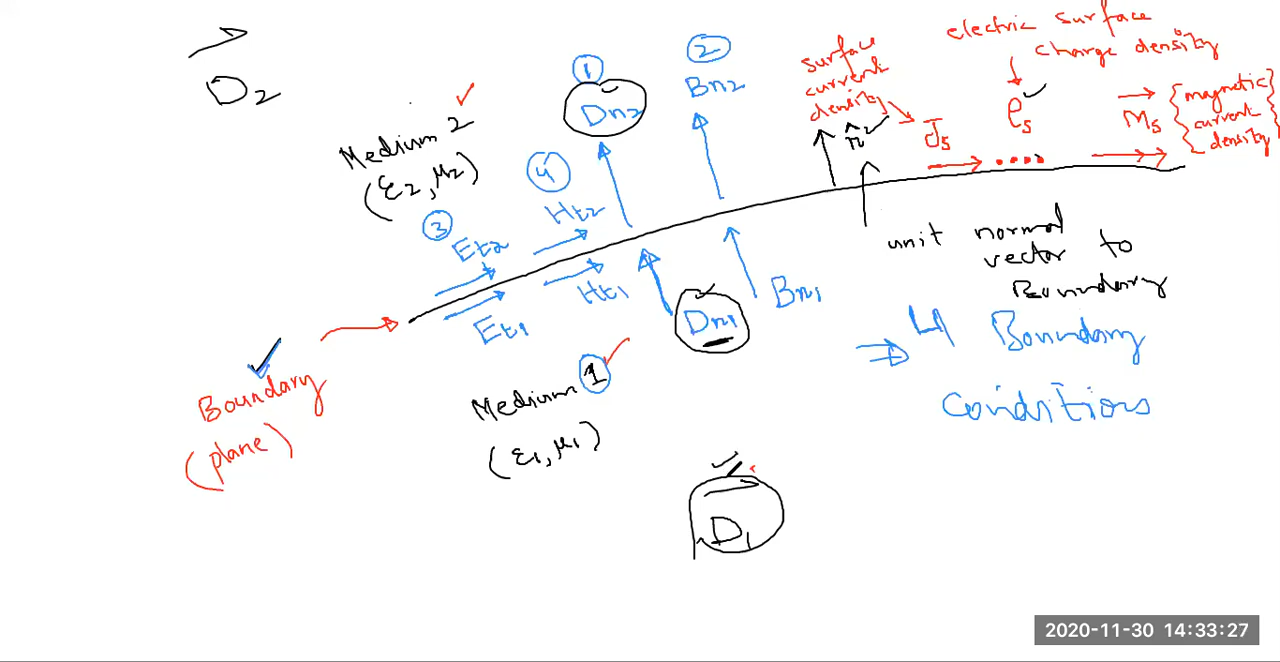 D2
Medium 2
(ε2, μ2)
①
Dn2
②
Bn2
③
Et2
④
Ht2
Et1
Ht1
Dn1
Bn1
Medium 1
(ε1, μ1)
Boundary
(plane)
D1
surface
current
density
n̂
Js
electric surface
charge density
ρs
Ms
{magnetic
current
density}
unit normal
vector to
Boundary
⇒ 4 Boundary
Conditions
2020-11-30 14:33:27